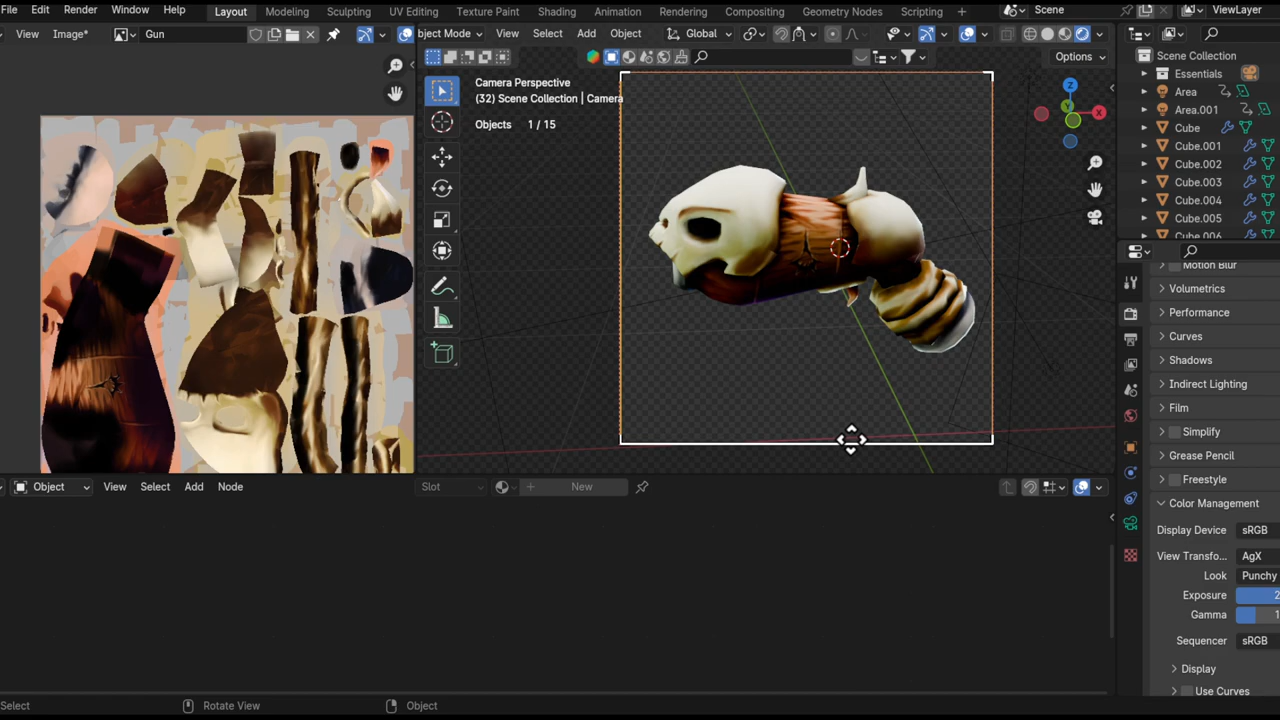 File Edit Render Window Help Layout Modeling Sculpting UV Editing Texture Paint Shading Animation Rendering Compositing Geometry Nodes Scripting + Scene ViewLayer
View Image* Gun bject Mode View Select Add Object Global
Options
Camera Perspective
(32) Scene Collection | Camera
Objects 1 / 15
Scene Collection
Essentials
Area
Area.001
Cube
Cube.001
Cube.002
Cube.003
Cube.004
Cube.005
Cube.006
Motion Blur
Volumetrics
Performance
Curves
Shadows
Indirect Lighting
Film
Simplify
Grease Pencil
Freestyle
Color Management
Display Device sRGB
View Transfo... AgX
Look Punchy
Exposure 2
Gamma 1
Sequencer sRGB
Display
Use Curves
Object View Select Add Node Slot New
Select Rotate View Object